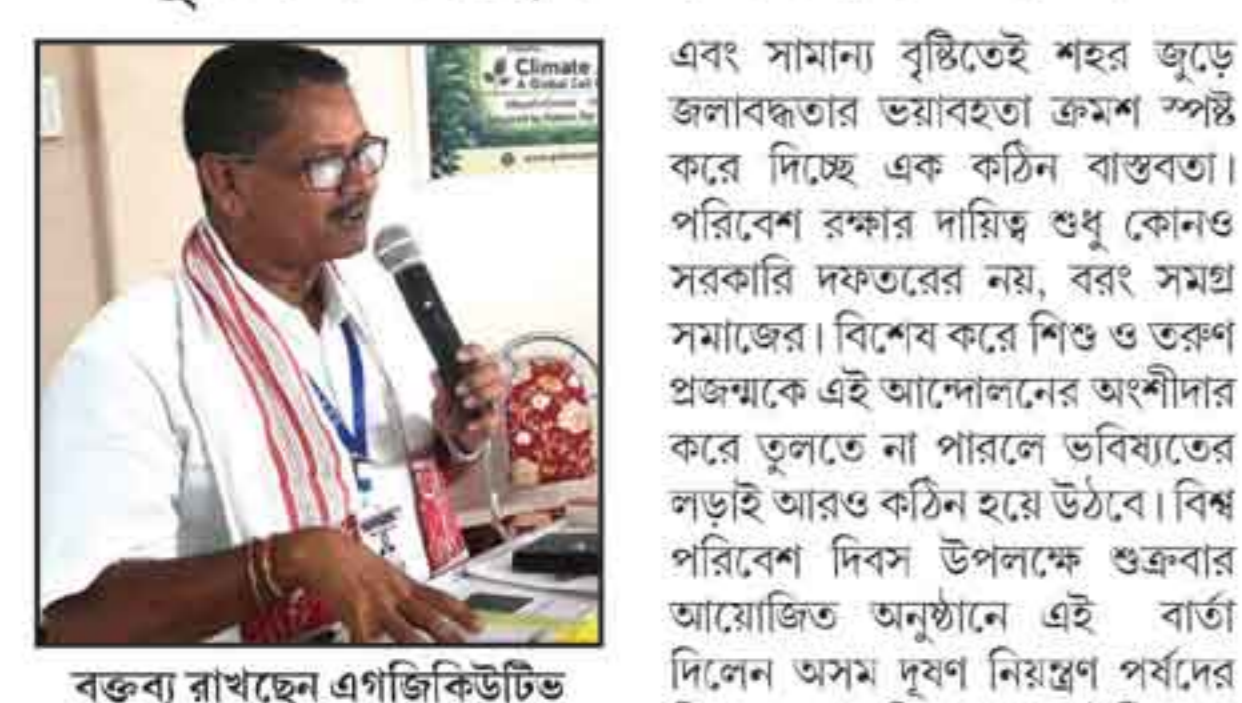 Climate
এবং সামান্য বৃষ্টিতেই শহর জুড়ে
জলাবদ্ধতার ভয়াবহতা ক্রমশ স্পষ্ট
করে দিচ্ছে এক কঠিন বাস্তবতা।
পরিবেশ রক্ষার দায়িত্ব শুধু কোনও
সরকারি দফতরের নয়, বরং সমগ্র
সমাজের। বিশেষ করে শিশু ও তরুণ
প্রজন্মকে এই আন্দোলনের অংশীদার
করে তুলতে না পারলে ভবিষ্যতের
লড়াই আরও কঠিন হয়ে উঠবে। বিশ্ব
পরিবেশ দিবস উপলক্ষে শুক্রবার
আয়োজিত অনুষ্ঠানে এই বার্তা
দিলেন অসম দূষণ নিয়ন্ত্রণ পর্ষদের
বক্তব্য রাখছেন এগজিকিউটিভ